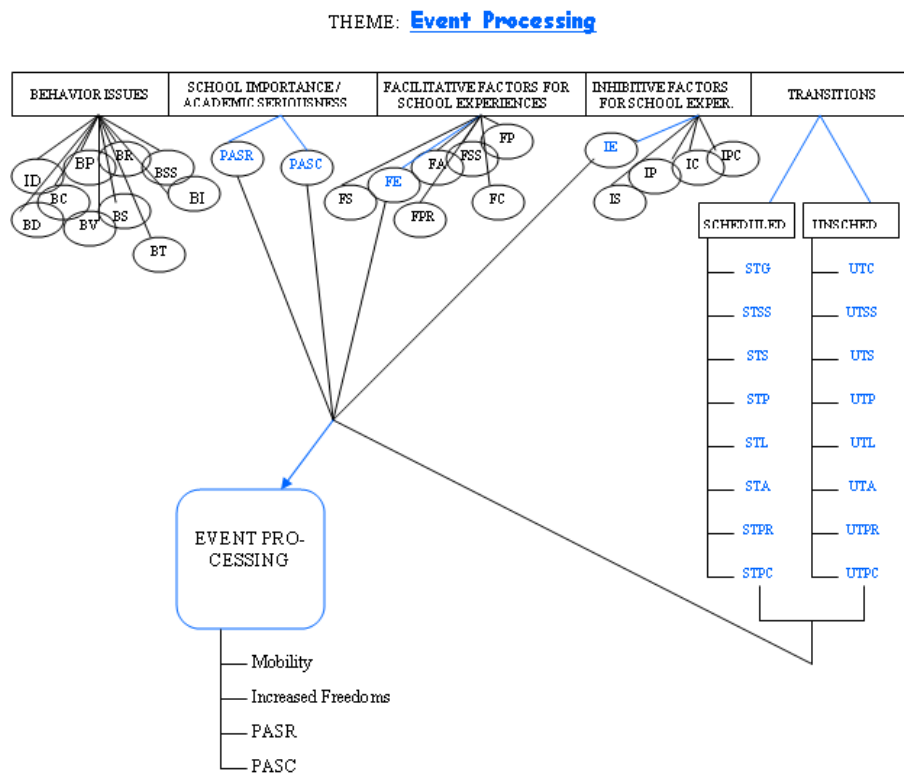 THEME: Event Processing
BEHAVIOR ISSUES
SCHOOL IMPORTANCE /
ACADEMIC SERIOUSNESS
FACILITATIVE FACTORS FOR
SCHOOL EXPERIENCES
INHIBITIVE FACTORS
FOR SCHOOL EXPER.
TRANSITIONS
ID
BP
BR
BSS
BC
BI
BD
BV
BS
BT
PASR
PASC
FS
FE
FA
FSS
FP
FPR
FC
IE
IS
IP
IC
IPC
SCHEDULED
UNSCHED
STG
UTC
STSS
UTSS
STS
UTS
STP
UTP
STL
UTL
STA
UTA
STPR
UTPR
STPC
UTPC
EVENT PRO-
CESSING
Mobility
Increased Freedoms
PASR
PASC